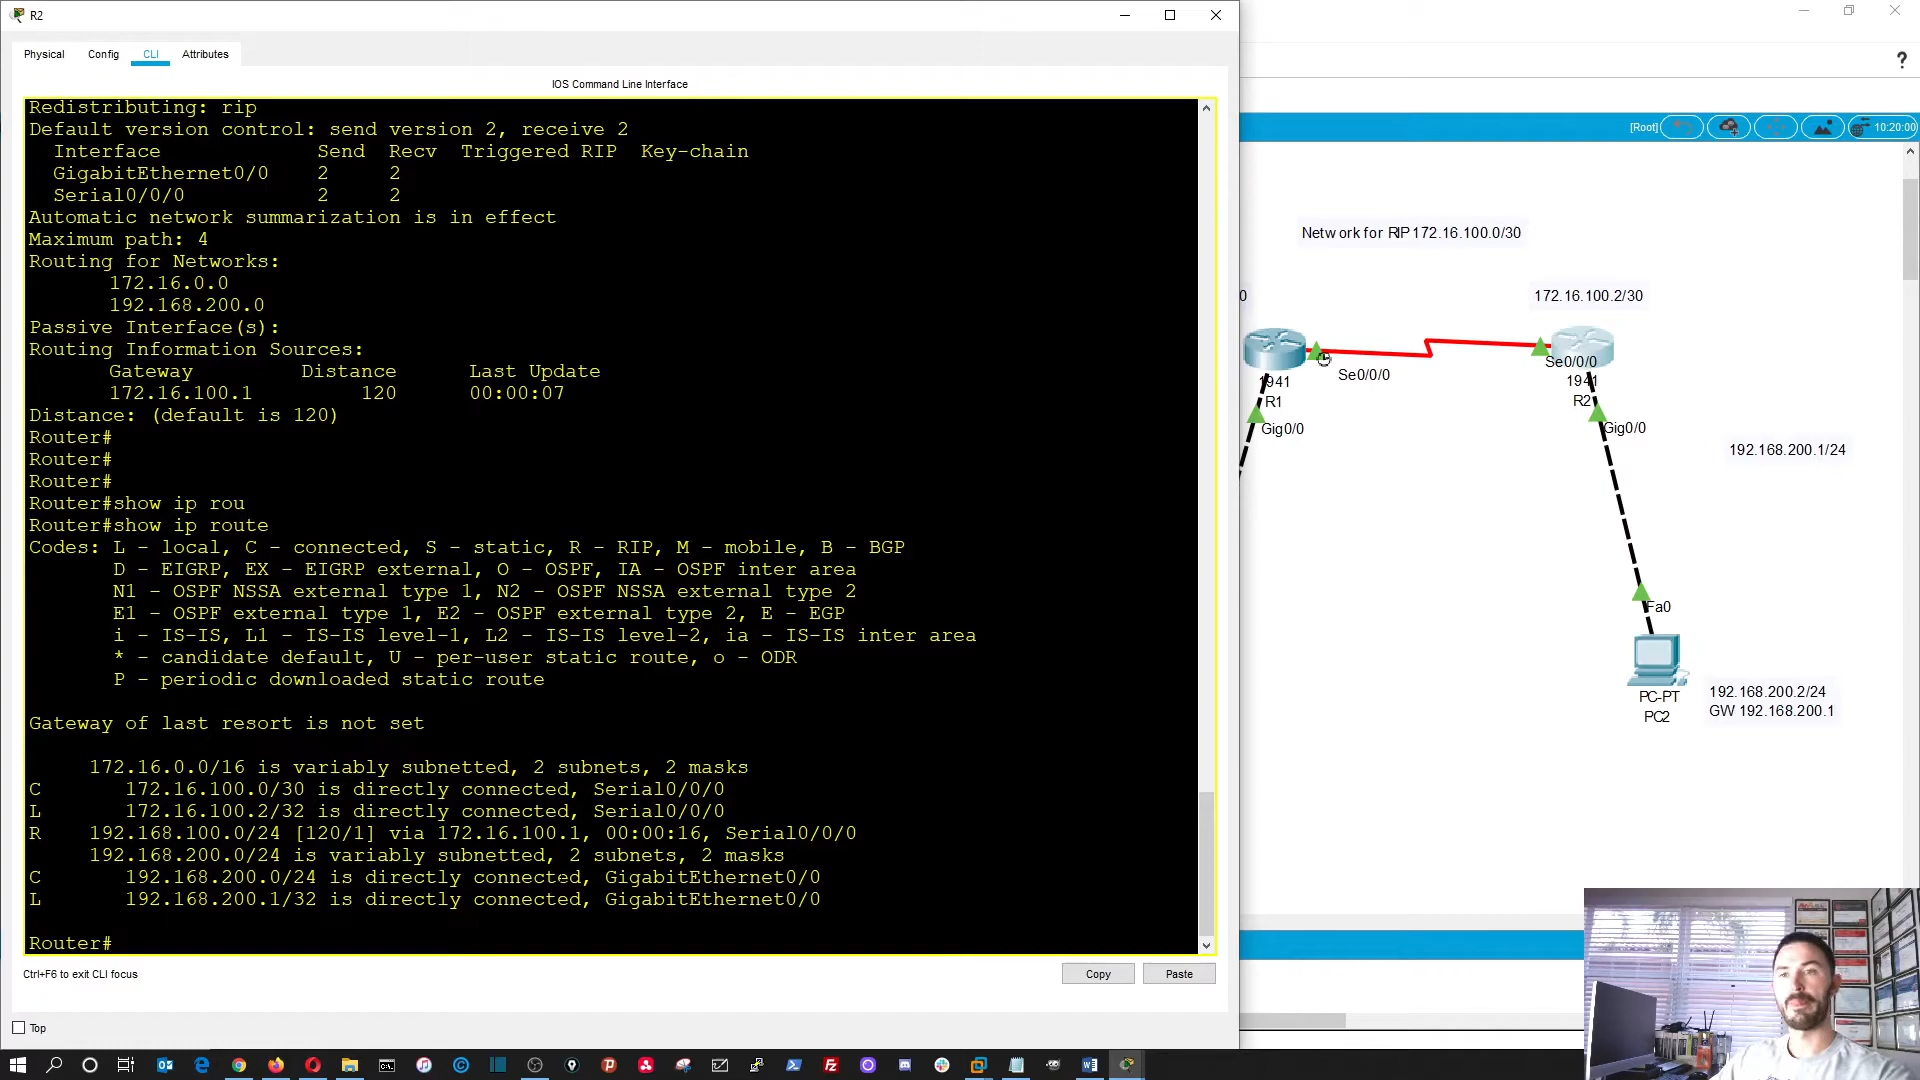 R2
Physical Config CLI Attributes
IOS Command Line Interface
Redistributing: rip
Default version control: send version 2, receive 2
Interface Send Recv Triggered RIP Key-chain
GigabitEthernet0/0 2 2
Serial0/0/0 2 2
Automatic network summarization is in effect
Maximum path: 4
Routing for Networks:
172.16.0.0
192.168.200.0
Passive Interface(s):
Routing Information Sources:
Gateway Distance Last Update
172.16.100.1 120 00:00:07
Distance: (default is 120)
Router#
Router#
Router#
Router#show ip rou
Router#show ip route
Codes: L - local, C - connected, S - static, R - RIP, M - mobile, B - BGP
D - EIGRP, EX - EIGRP external, O - OSPF, IA - OSPF inter area
N1 - OSPF NSSA external type 1, N2 - OSPF NSSA external type 2
E1 - OSPF external type 1, E2 - OSPF external type 2, E - EGP
i - IS-IS, L1 - IS-IS level-1, L2 - IS-IS level-2, ia - IS-IS inter area
* - candidate default, U - per-user static route, o - ODR
P - periodic downloaded static route
Gateway of last resort is not set
172.16.0.0/16 is variably subnetted, 2 subnets, 2 masks
C 172.16.100.0/30 is directly connected, Serial0/0/0
L 172.16.100.2/32 is directly connected, Serial0/0/0
R 192.168.100.0/24 [120/1] via 172.16.100.1, 00:00:16, Serial0/0/0
192.168.200.0/24 is variably subnetted, 2 subnets, 2 masks
C 192.168.200.0/24 is directly connected, GigabitEthernet0/0
L 192.168.200.1/32 is directly connected, GigabitEthernet0/0
Router#
Ctrl+F6 to exit CLI focus
Copy Paste
Top
?
[Root] 10:20:00
Network for RIP 172.16.100.0/30
0
172.16.100.2/30
Se0/0/0
Se0/0/0
1941
R1
1941
R2
Gig0/0
Gig0/0
192.168.200.1/24
Fa0
PC-PT
PC2
192.168.200.2/24
GW 192.168.200.1